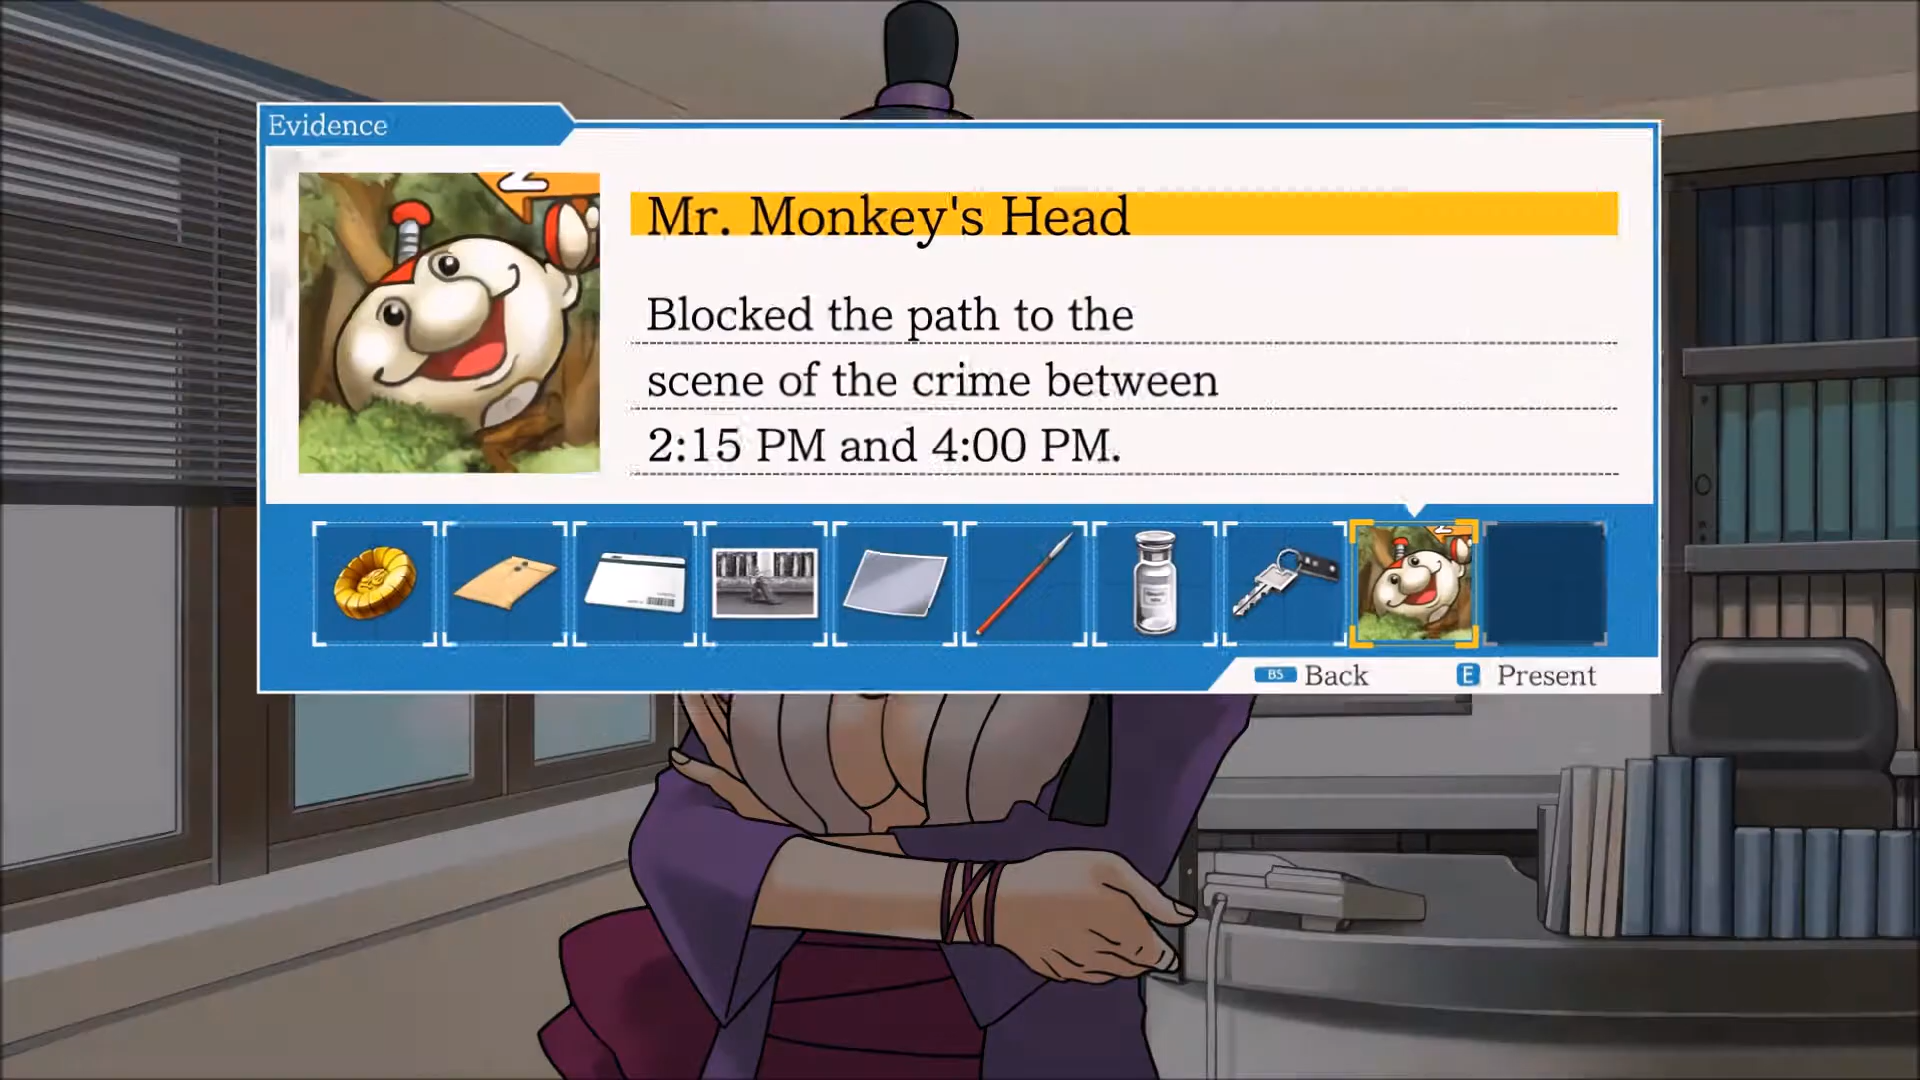 Evidence
Mr. Monkey's Head
Blocked the path to the
scene of the crime between
2:15 PM and 4:00 PM.
BS Back
E Present